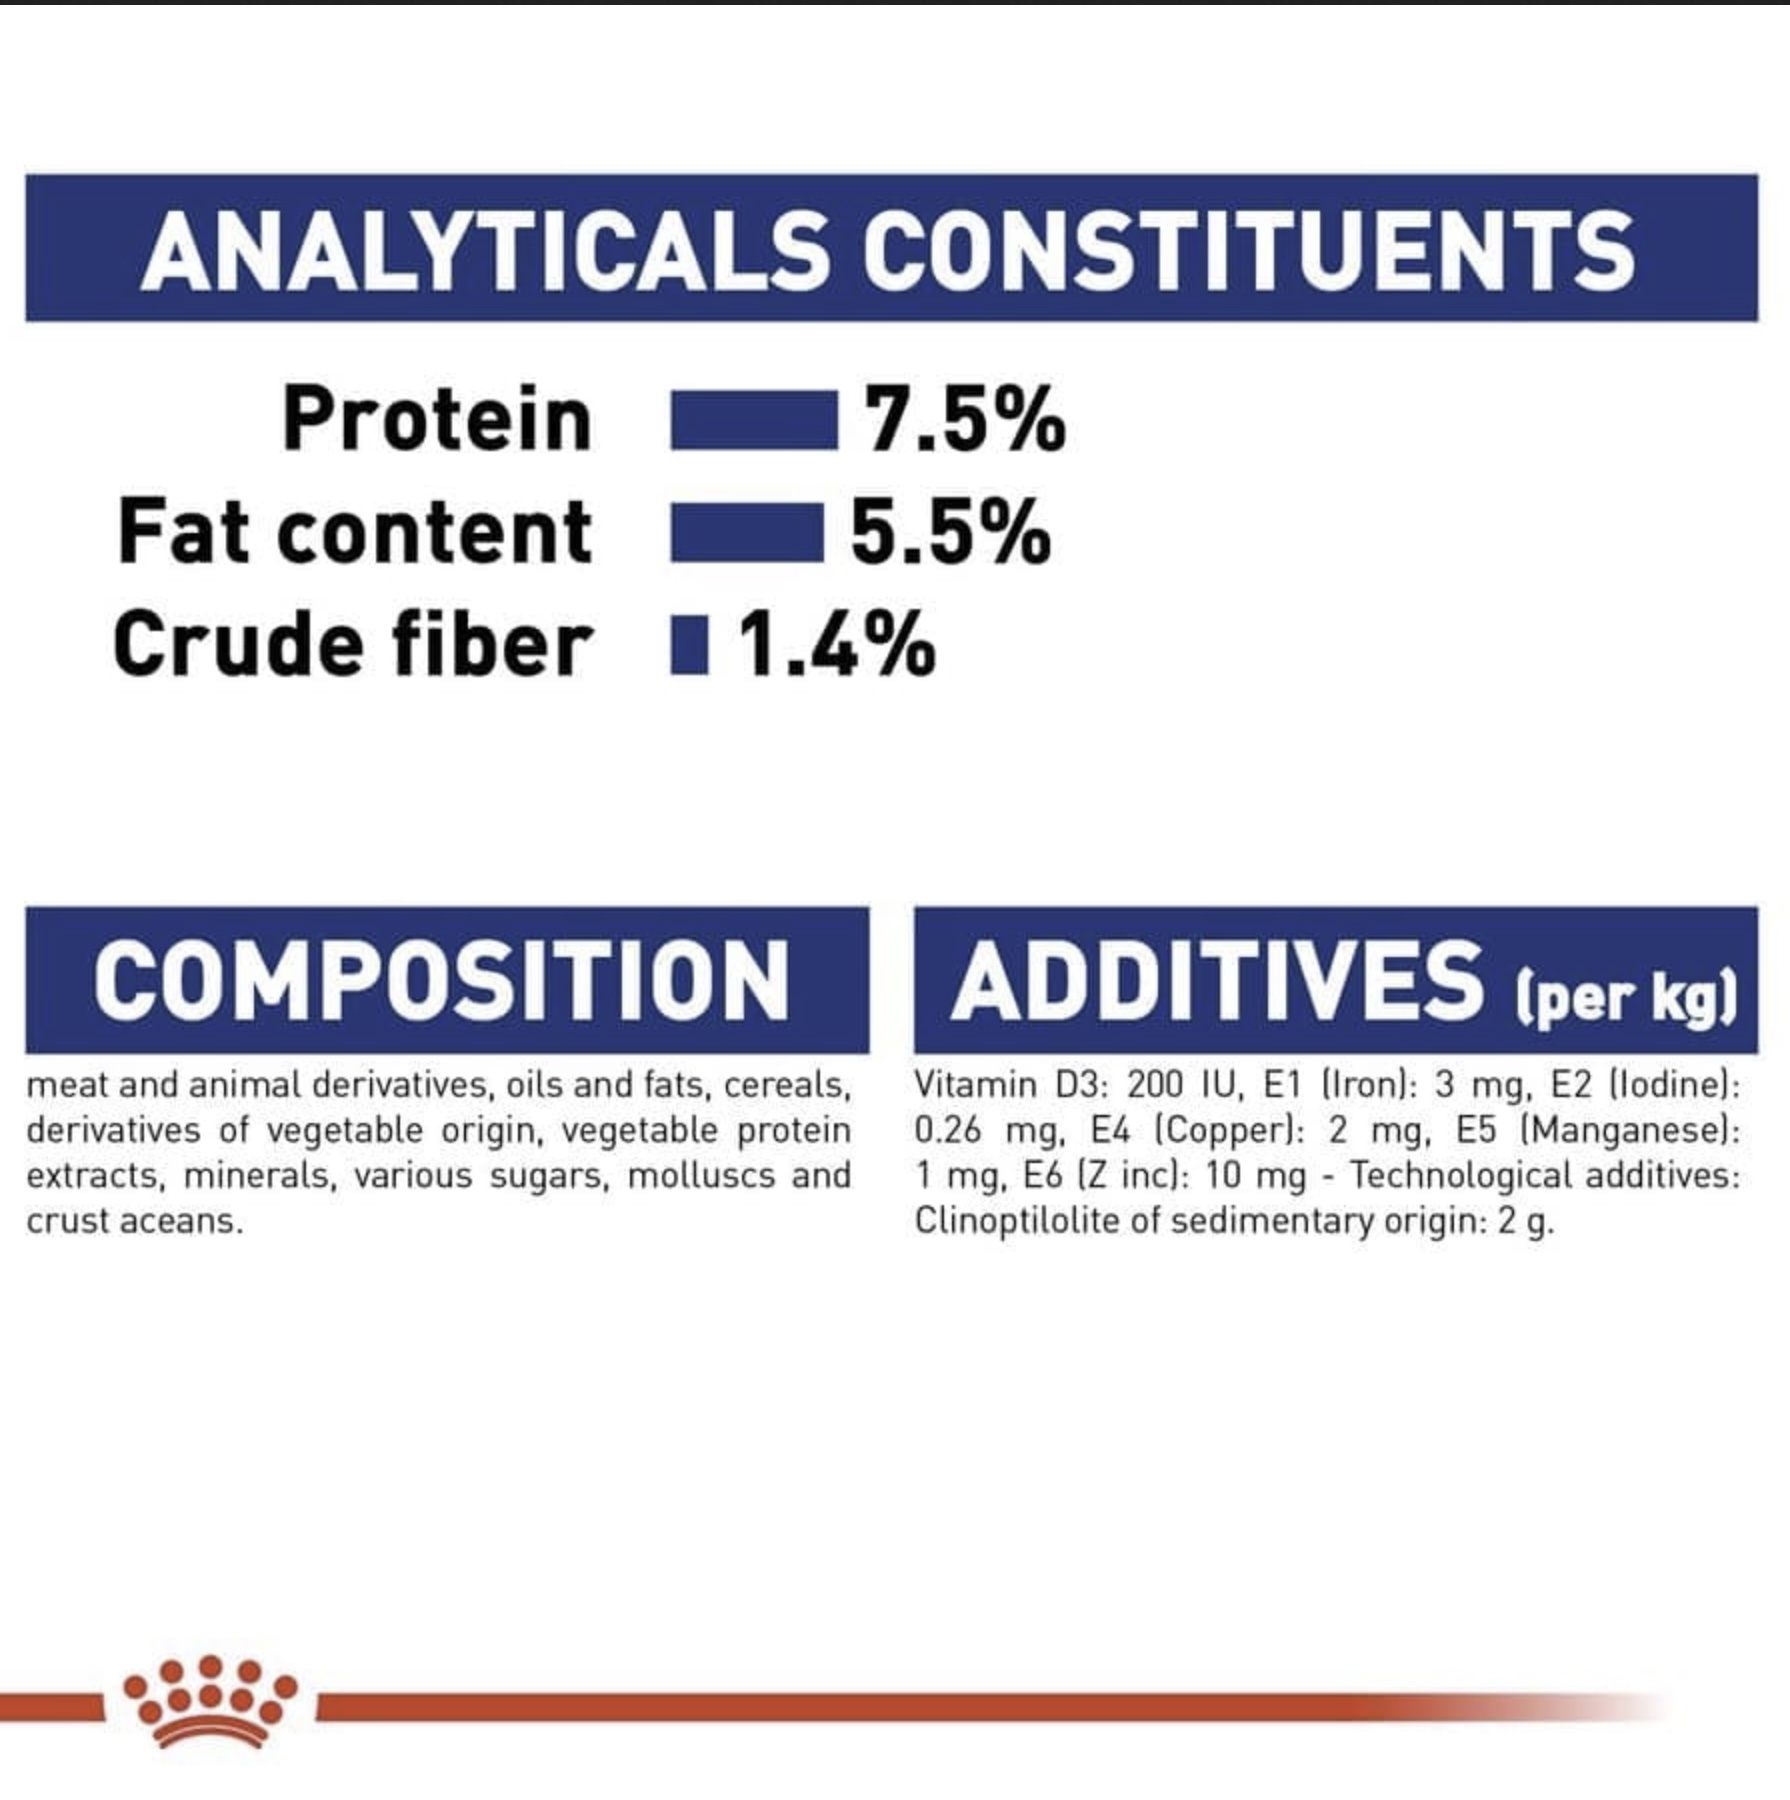 ANALYTICALS CONSTITUENTS
Protein 7.5%
Fat content 5.5%
Crude fiber 1.4%
COMPOSITION
meat and animal derivatives, oils and fats, cereals,
derivatives of vegetable origin, vegetable protein
extracts, minerals, various sugars, molluscs and
crust aceans.
ADDITIVES (per kg)
Vitamin D3: 200 IU, E1 (Iron): 3 mg, E2 (Iodine):
0.26 mg, E4 (Copper): 2 mg, E5 (Manganese):
1 mg, E6 (Z inc): 10 mg - Technological additives:
Clinoptilolite of sedimentary origin: 2 g.